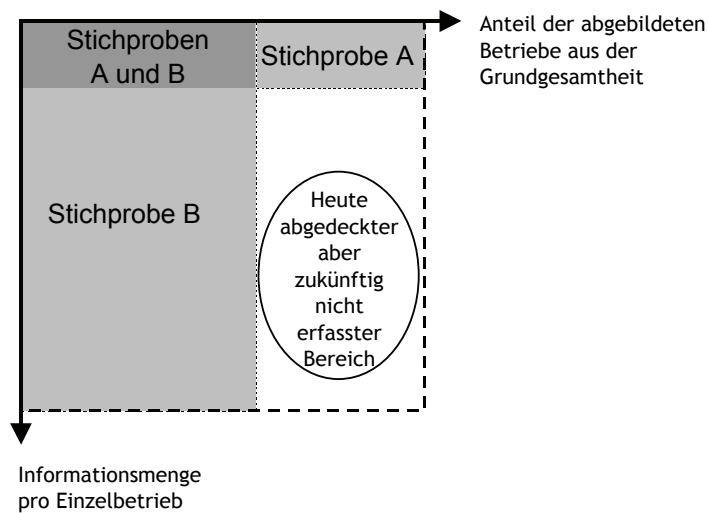 Stichproben
A und B
Stichprobe A
Anteil der abgebildeten
Betriebe aus der
Grundgesamtheit
Stichprobe B
Heute
abgedeckter
aber
zukünftig
nicht
erfasster
Bereich
Informationsmenge
pro Einzelbetrieb